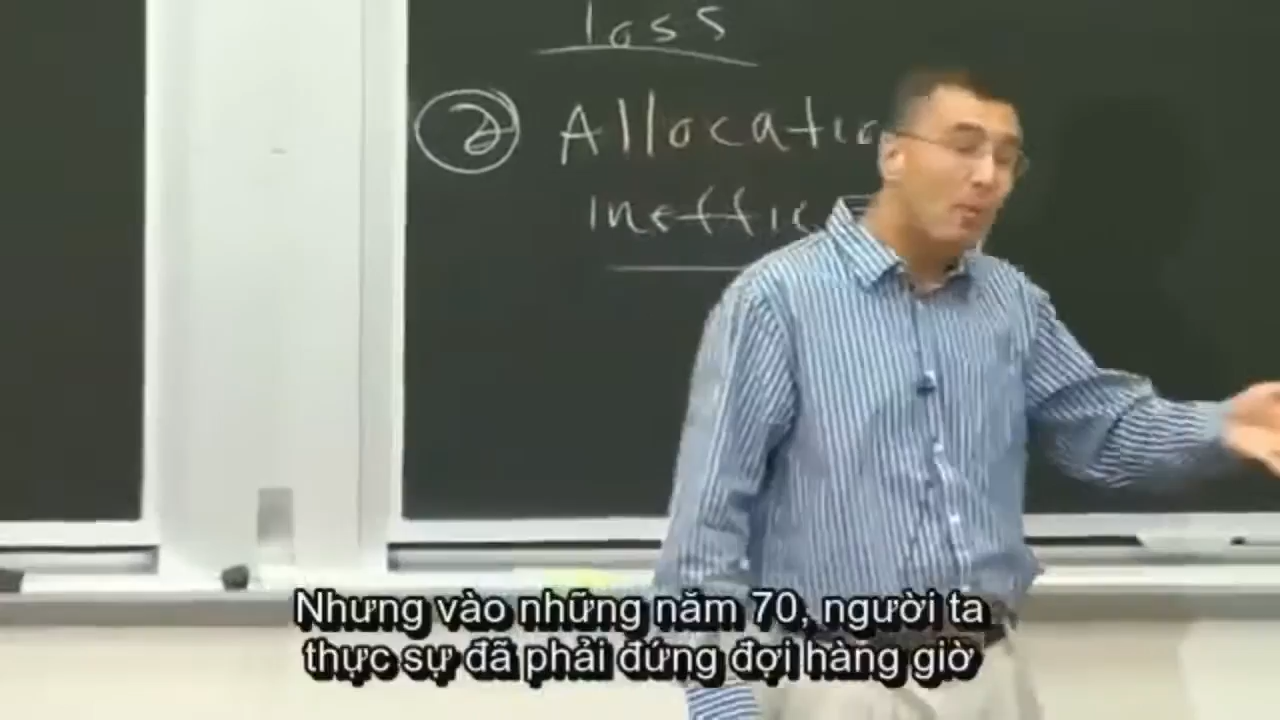 loss
② Allocatio
Ineffic
Nhưng vào những năm 70, người ta
thực sự đã phải đứng đợi hàng giờ